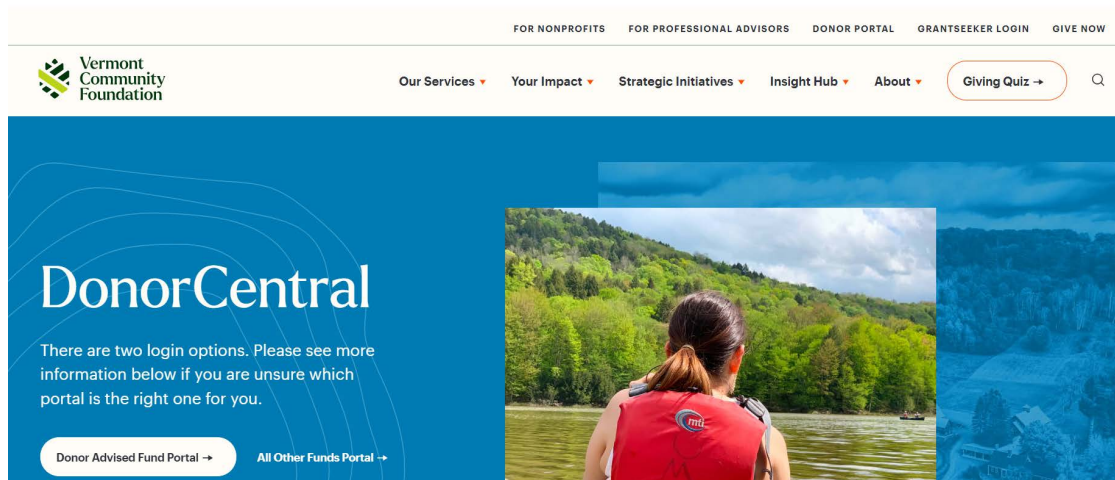 FOR NONPROFITS FOR PROFESSIONAL ADVISORS DONOR PORTAL GRANTSEEKER LOGIN GIVE NOW
Vermont
Community
Foundation
Our Services Your Impact Strategic Initiatives Insight Hub About Giving Quiz →
DonorCentral
There are two login options. Please see more
information below if you are unsure which
portal is the right one for you.
Donor Advised Fund Portal → All Other Funds Portal →
mti